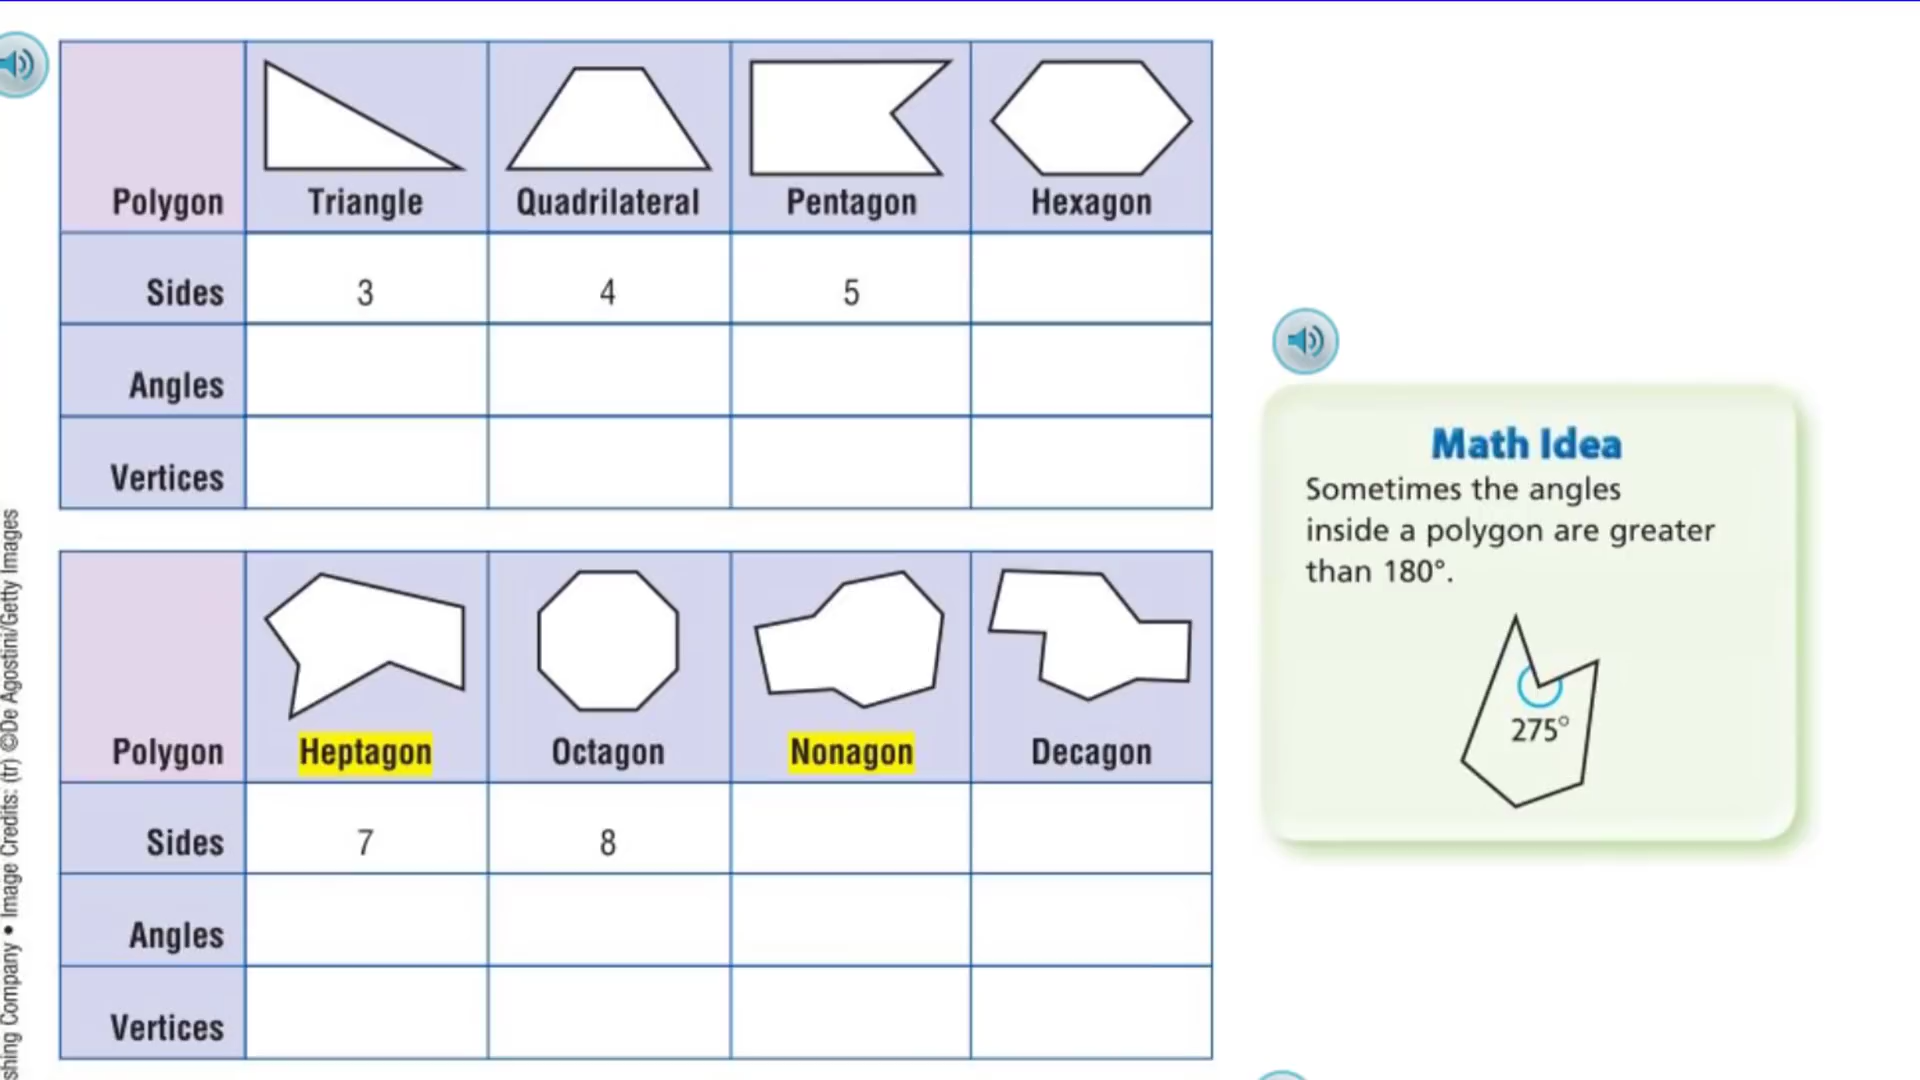 Polygon Triangle Quadrilateral Pentagon Hexagon
Sides 3 4 5
Angles
Vertices
Polygon Heptagon Octagon Nonagon Decagon
Sides 7 8
Angles
Vertices
Math Idea
Sometimes the angles
inside a polygon are greater
than 180°.
275°
shing Company • Image Credits: (tr) ©De Agostini/Getty Images